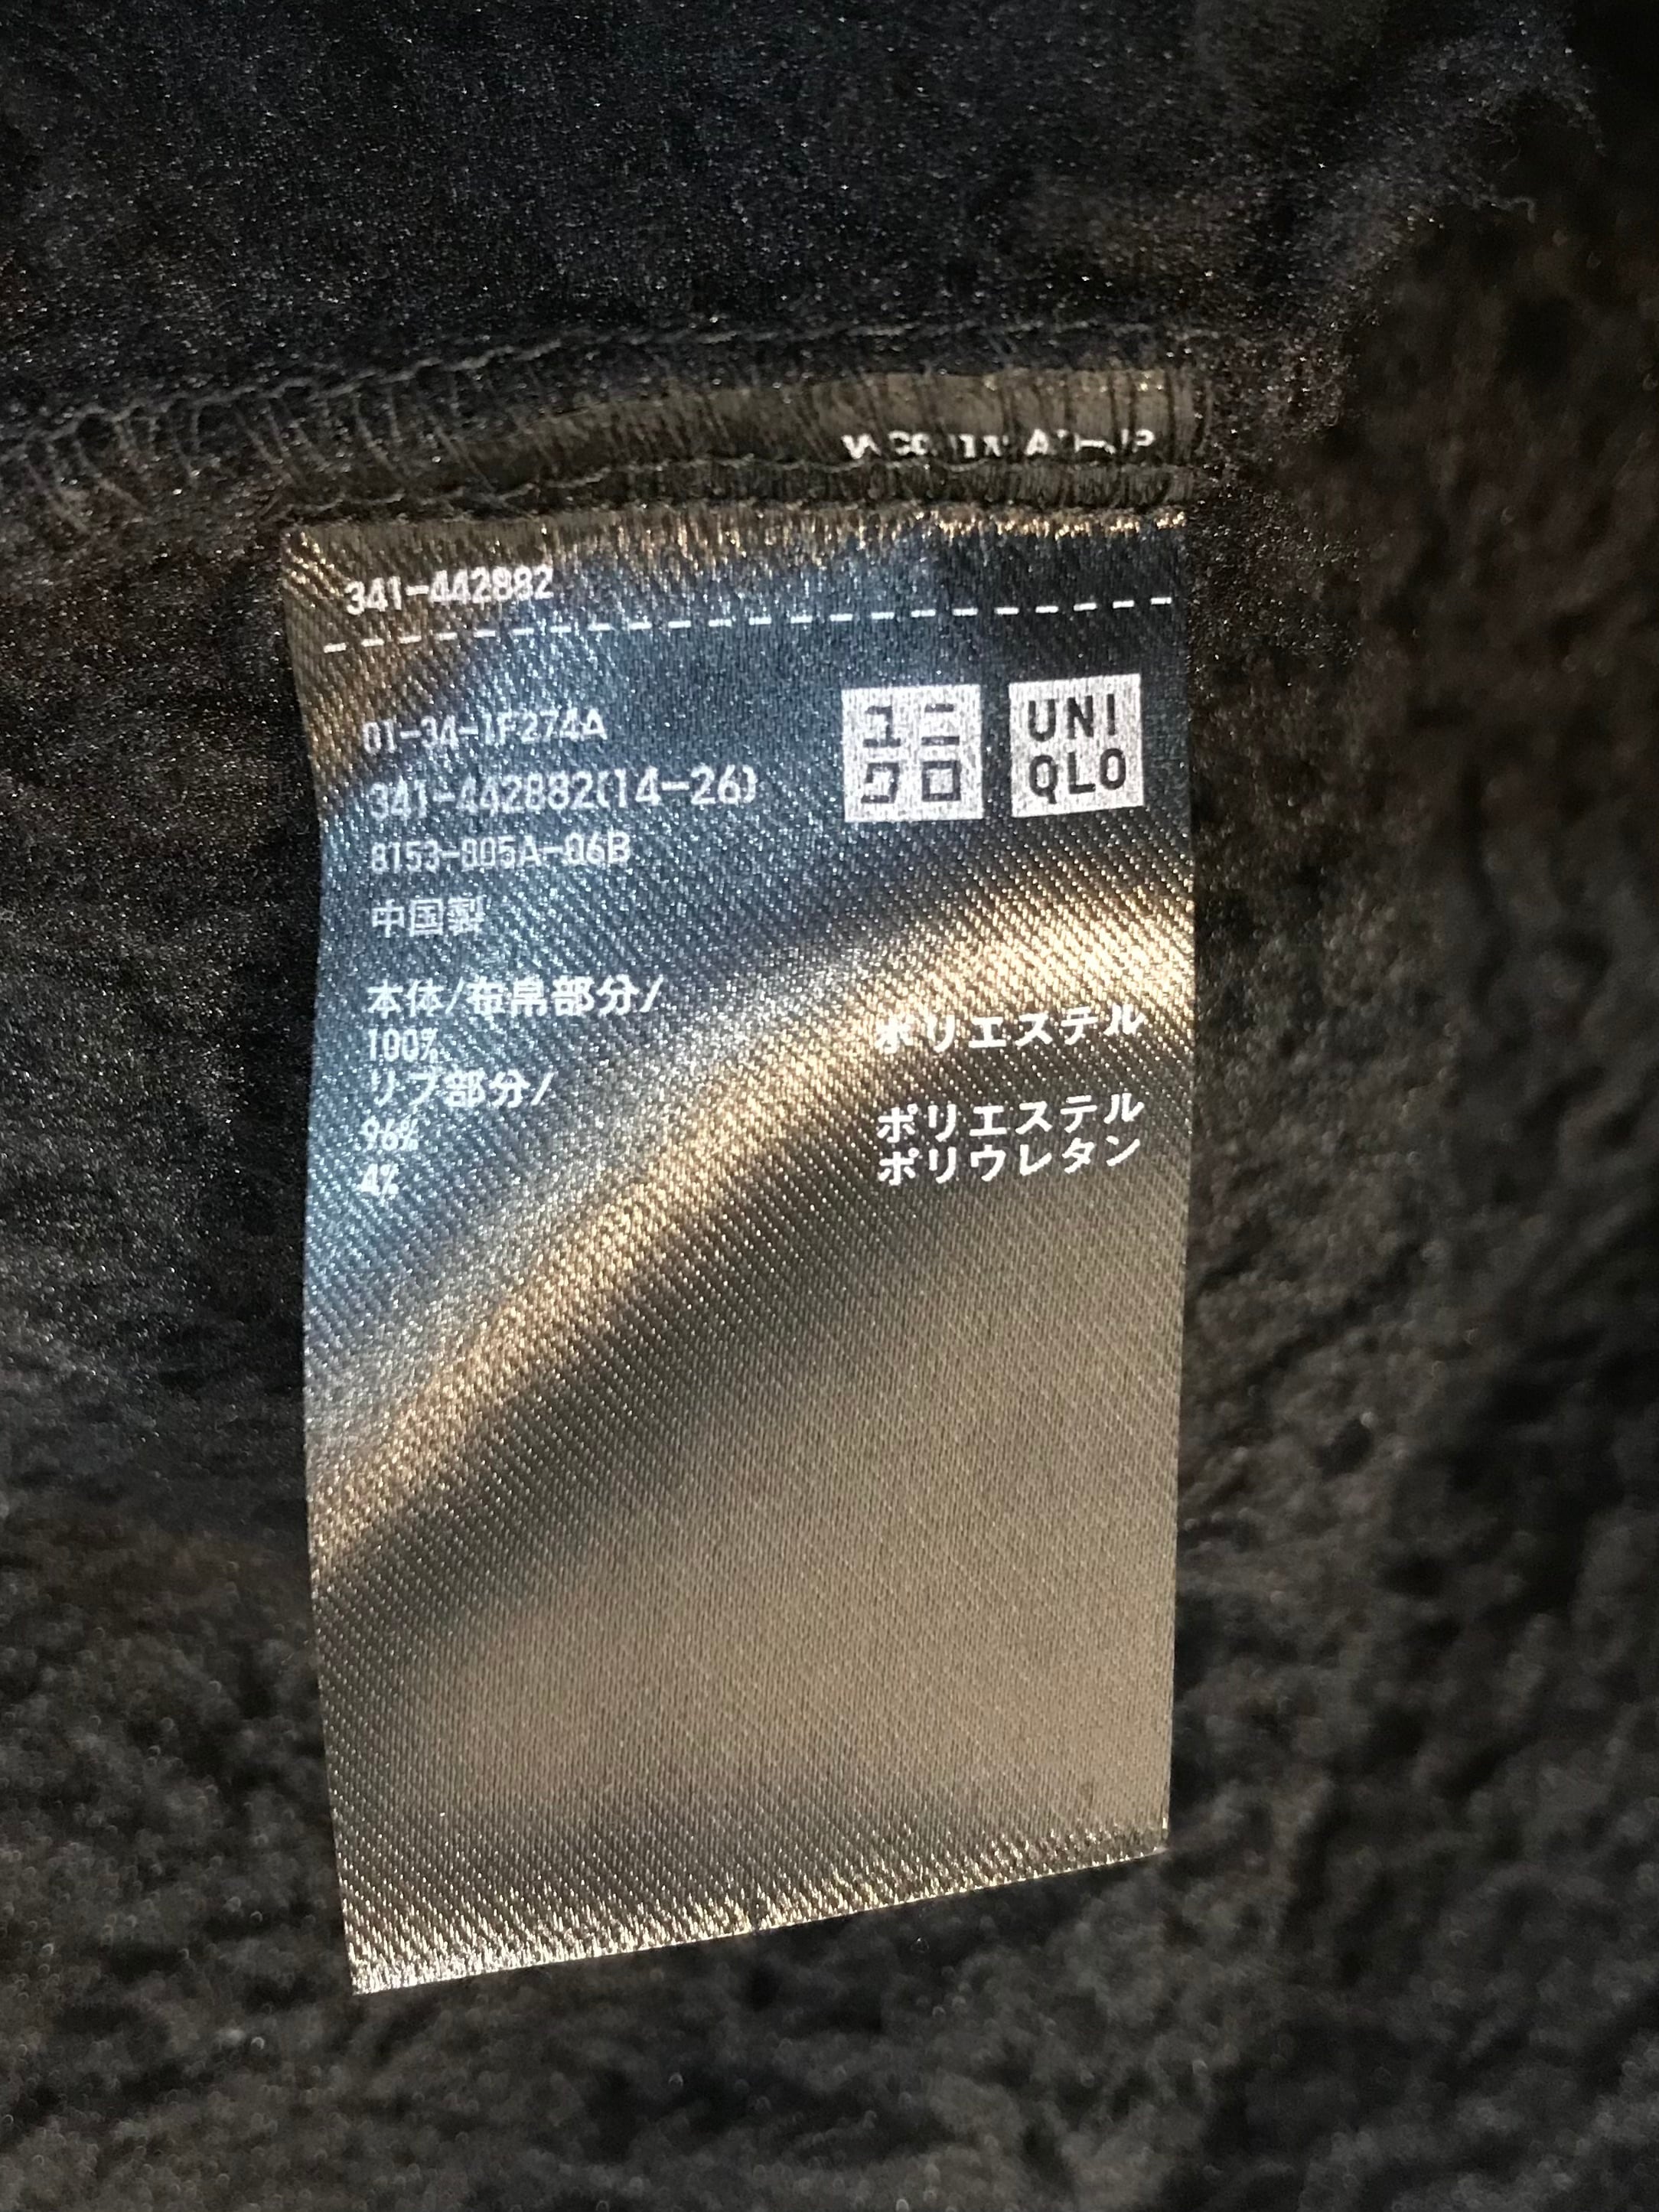 341-442882
01-34-1F274A
341-442882(14-26)
8153-805A-06B
ユニ
クロ
UNI
QLO
中国製
本体/布帛部分/
100% ポリエステル
リブ部分/
96% ポリエステル
4% ポリウレタン